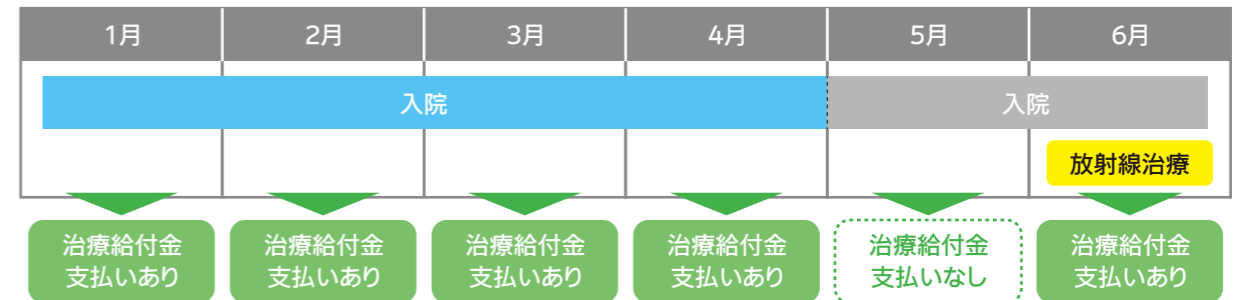 1月 2月 3月 4月 5月 6月
入院 入院
放射線治療
治療給付金 治療給付金 治療給付金 治療給付金 治療給付金 治療給付金
支払いあり 支払いあり 支払いあり 支払いあり 支払いなし 支払いあり